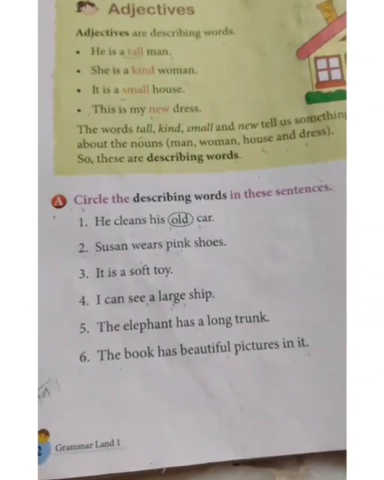 Adjectives
Adjectives are describing words.
• He is a tall man.
• She is a kind woman.
• It is a small house.
• This is my new dress.
The words tall, kind, small and new tell us something
about the nouns (man, woman, house and dress).
So, these are describing words.
A Circle the describing words in these sentences.
1. He cleans his old car.
2. Susan wears pink shoes.
3. It is a soft toy.
4. I can see a large ship.
5. The elephant has a long trunk.
6. The book has beautiful pictures in it.
2 Grammar Land 1